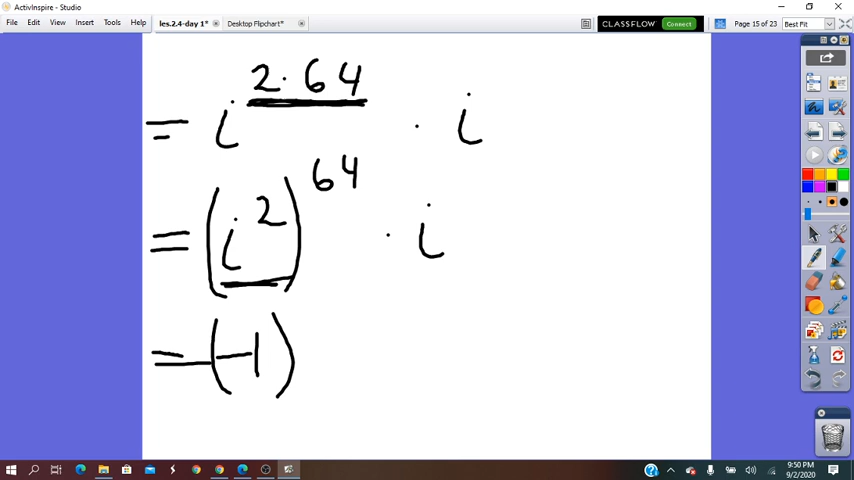 ActivInspire - Studio
File Edit View Insert Tools Help les.2.4-day 1* Desktop Flipchart* CLASSFLOW Connect Page 15 of 23 Best Fit
= i^{2·64} · i
= (i^2)^{64} · i
= (-1)
9:50 PM
9/2/2020